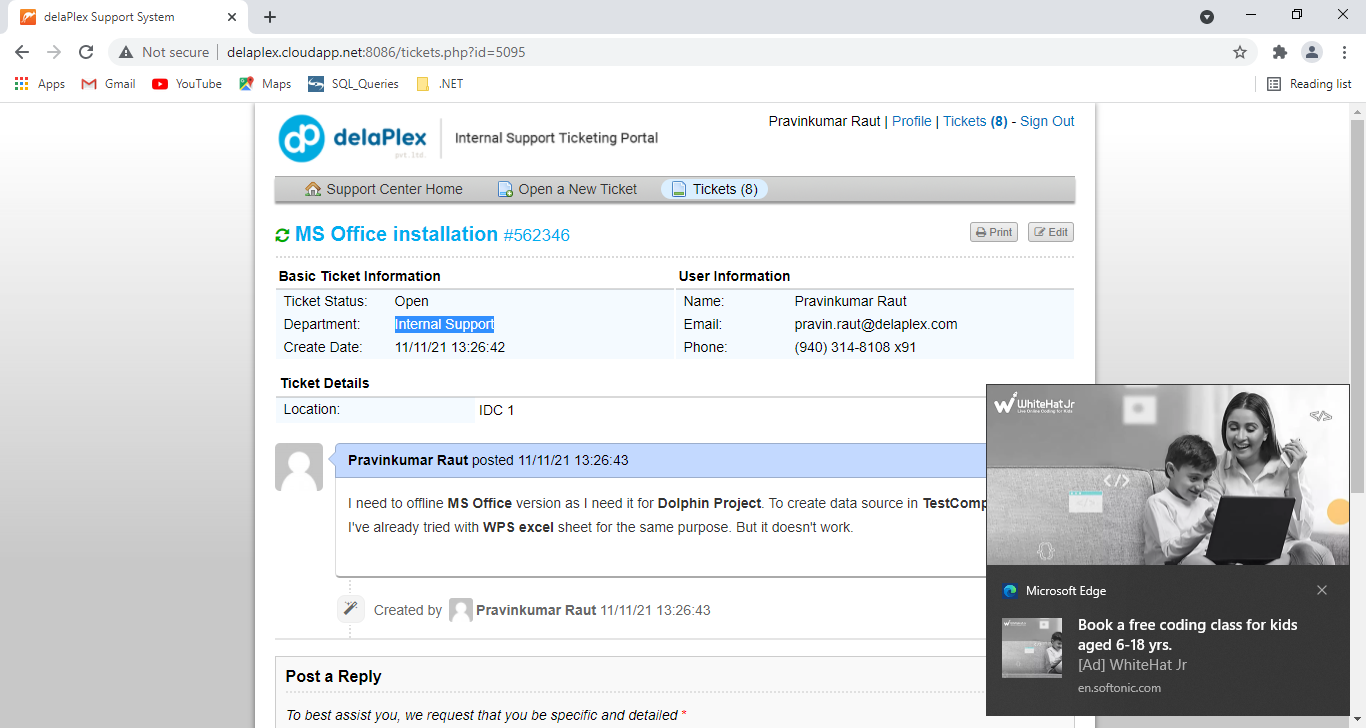 delaPlex Support System
Not secure
delaplex.cloudapp.net:8086/tickets.php?id=5095
Apps Gmail YouTube Maps SQL_Queries .NET Reading list
dp delaPlex
pvt. ltd.
Internal Support Ticketing Portal
Pravinkumar Raut | Profile | Tickets (8) - Sign Out
Support Center Home Open a New Ticket Tickets (8)
MS Office installation #562346
Print Edit
Basic Ticket Information
Ticket Status: Open
Department: Internal Support
Create Date: 11/11/21 13:26:42
User Information
Name: Pravinkumar Raut
Email: pravin.raut@delaplex.com
Phone: (940) 314-8108 x91
Ticket Details
Location: IDC 1
Pravinkumar Raut posted 11/11/21 13:26:43
I need to offline MS Office version as I need it for Dolphin Project. To create data source in TestComp
I've already tried with WPS excel sheet for the same purpose. But it doesn't work.
Created by Pravinkumar Raut 11/11/21 13:26:43
Post a Reply
To best assist you, we request that you be specific and detailed *
WhiteHat Jr
Live Online Coding for Kids
</>
</>
Microsoft Edge
Book a free coding class for kids
aged 6-18 yrs.
[Ad] WhiteHat Jr
en.softonic.com